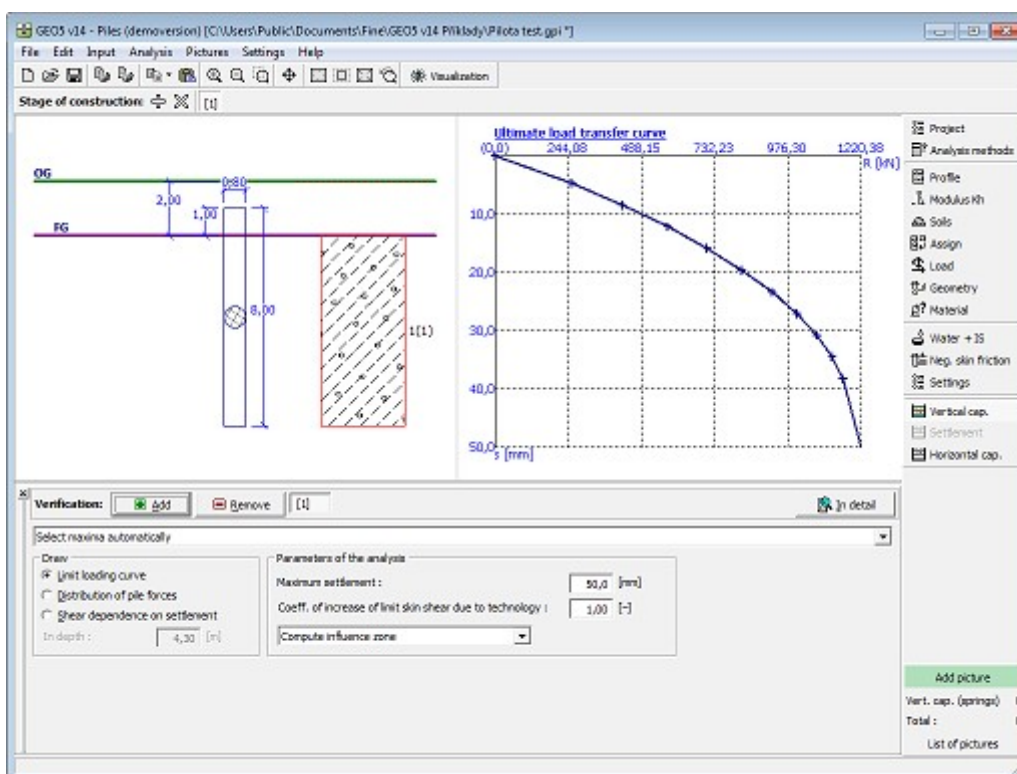 GEO5 v14 - Piles (demoversion) [C:\Users\Public\Documents\Fine\GEO5 v14 Příklady\Pilota test.gpi *]
File Edit Input Analysis Pictures Settings Help
Visualization
Stage of construction: [1]
Ultimate load transfer curve
(0,0) 244,08 488,15 732,23 976,30 1220,38
R [kN]
OG
0,80
2,00
1,00
FG
8,00
1(1)
10,0
20,0
30,0
40,0
50,0
s [mm]
Project
Analysis methods
Profile
Modulus Kh
Soils
Assign
Load
Geometry
Material
Water + IS
Neg. skin friction
Settings
Vertical cap.
Settlement
Horizontal cap.
Verification: Add Remove [1] In detail
Select maxima automatically
Draw
Limit loading curve
Distribution of pile forces
Shear dependence on settlement
In depth : 4,30 [m]
Parameters of the analysis
Maximum settlement : 50,0 [mm]
Coeff. of increase of limit skin shear due to technology : 1,00 [-]
Compute influence zone
Add picture
Vert. cap. (springs)
Total :
List of pictures